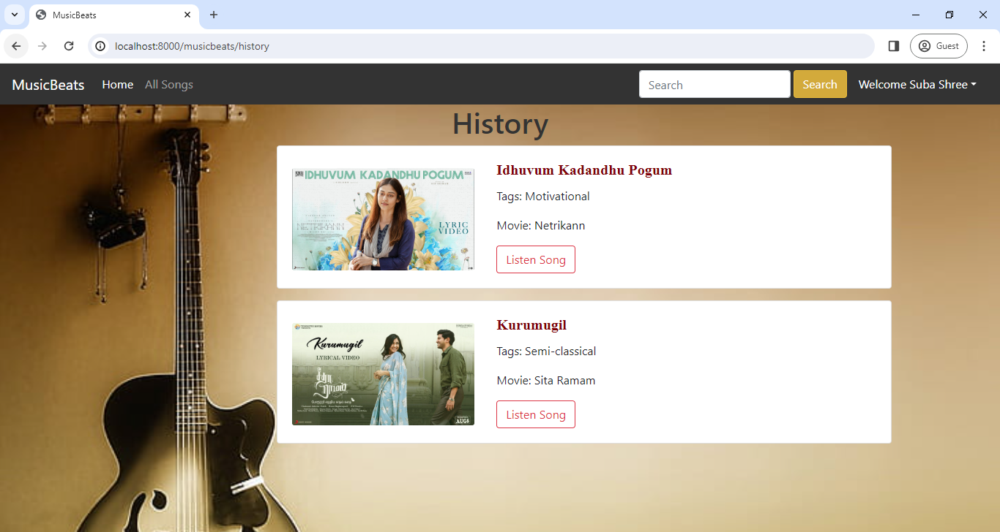 MusicBeats
localhost:8000/musicbeats/history
Guest
MusicBeats
Home
All Songs
Search
Search
Welcome Suba Shree
History
IDHUVUM KADANDHU POGUM
NETRIKANN
LYRIC
VIDEO
Idhuvum Kadandhu Pogum
Tags: Motivational
Movie: Netrikann
Listen Song
Kurumugil
LYRICAL VIDEO
சீதா
ராமம்
AUG5
Kurumugil
Tags: Semi-classical
Movie: Sita Ramam
Listen Song